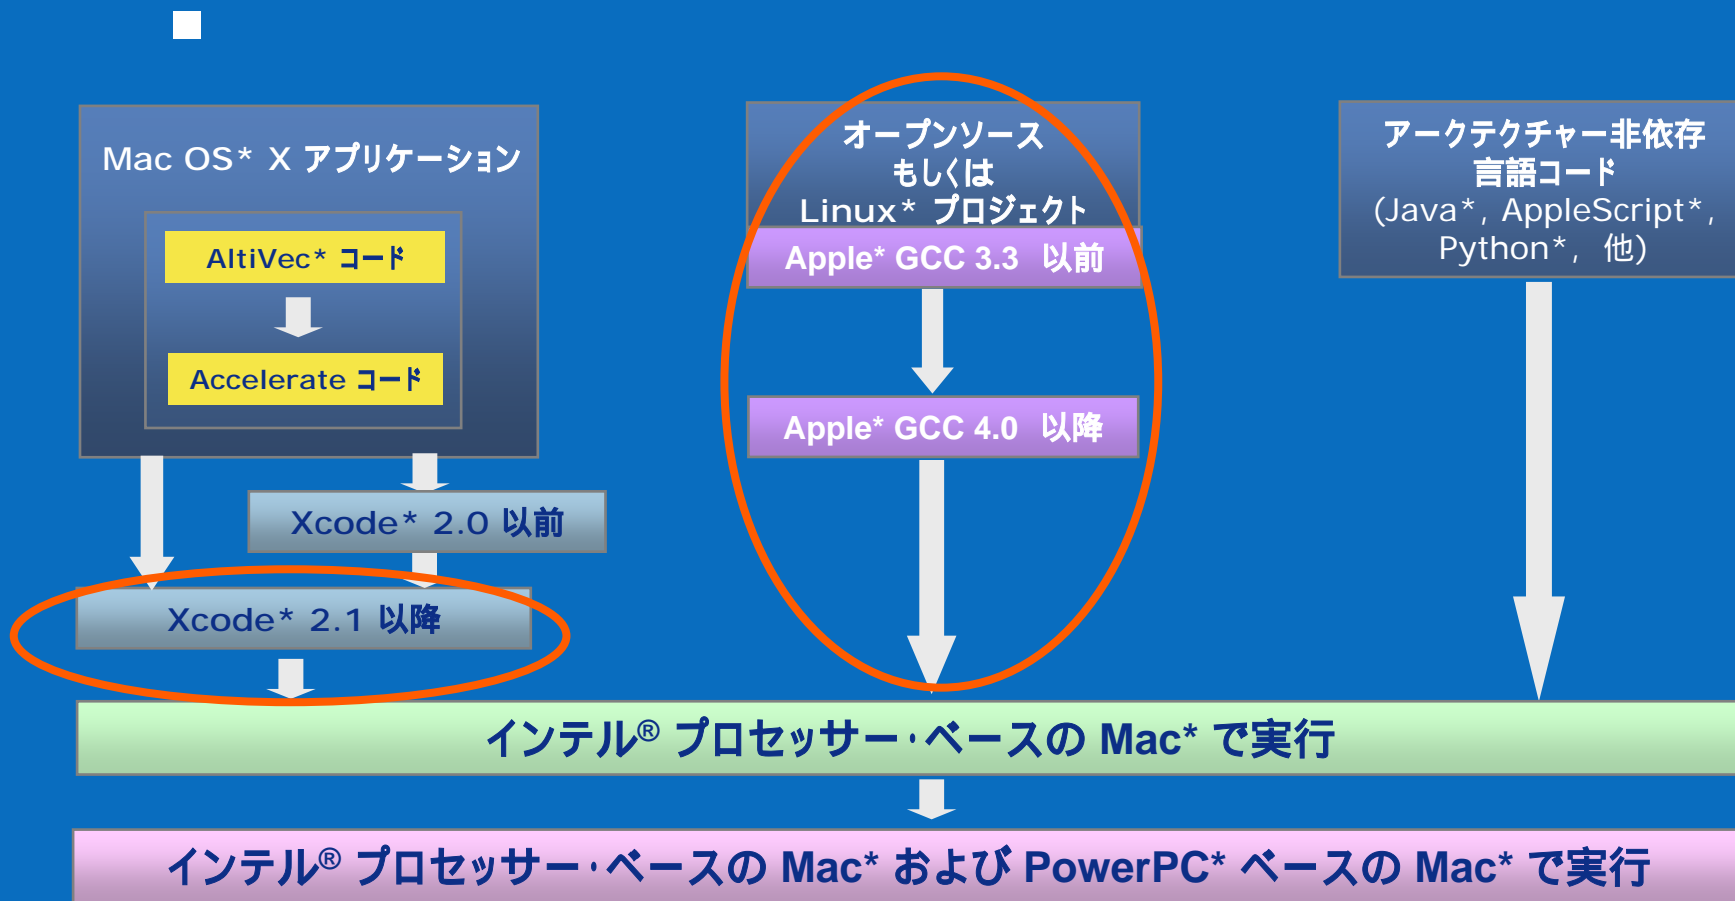 Mac OS* X アプリケーション
AltiVec* コード
Accelerate コード
Xcode* 2.0 以前
Xcode* 2.1 以降
オープンソース
もしくは
Linux* プロジェクト
Apple* GCC 3.3 以前
Apple* GCC 4.0 以降
アークテクチャー非依存
言語コード
(Java*, AppleScript*,
Python*, 他)
インテル® プロセッサー・ベースの Mac* で実行
インテル® プロセッサー・ベースの Mac* および PowerPC* ベースの Mac* で実行